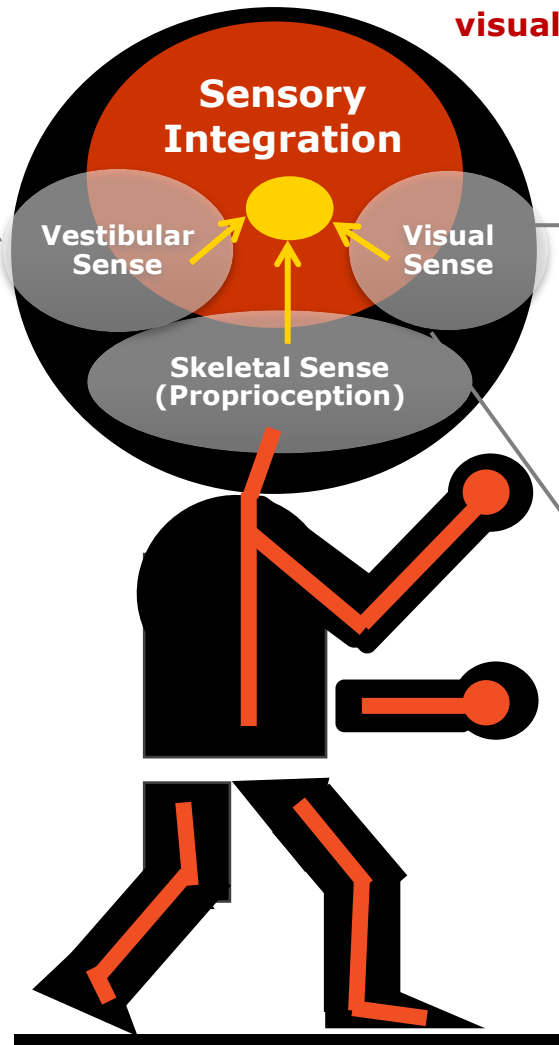 visual
Sensory
Integration
Vestibular
Sense
Visual
Sense
Skeletal Sense
(Proprioception)